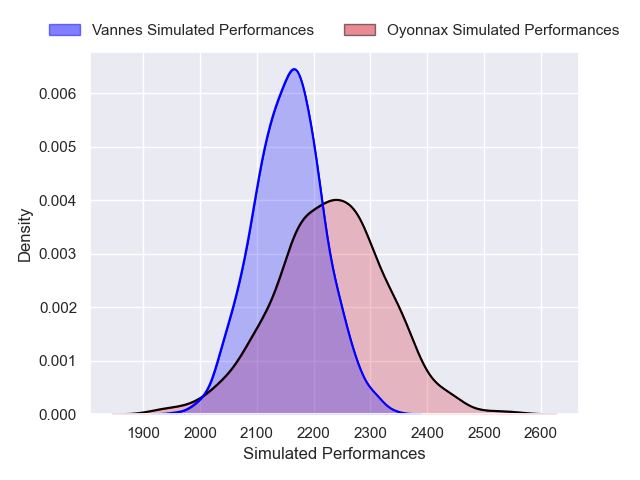 Vannes Simulated Performances Oyonnax Simulated Performances
0.006
0.005
0.004
0.003
0.002
0.001
0.000
Density
1900 2000 2100 2200 2300 2400 2500 2600
Simulated Performances